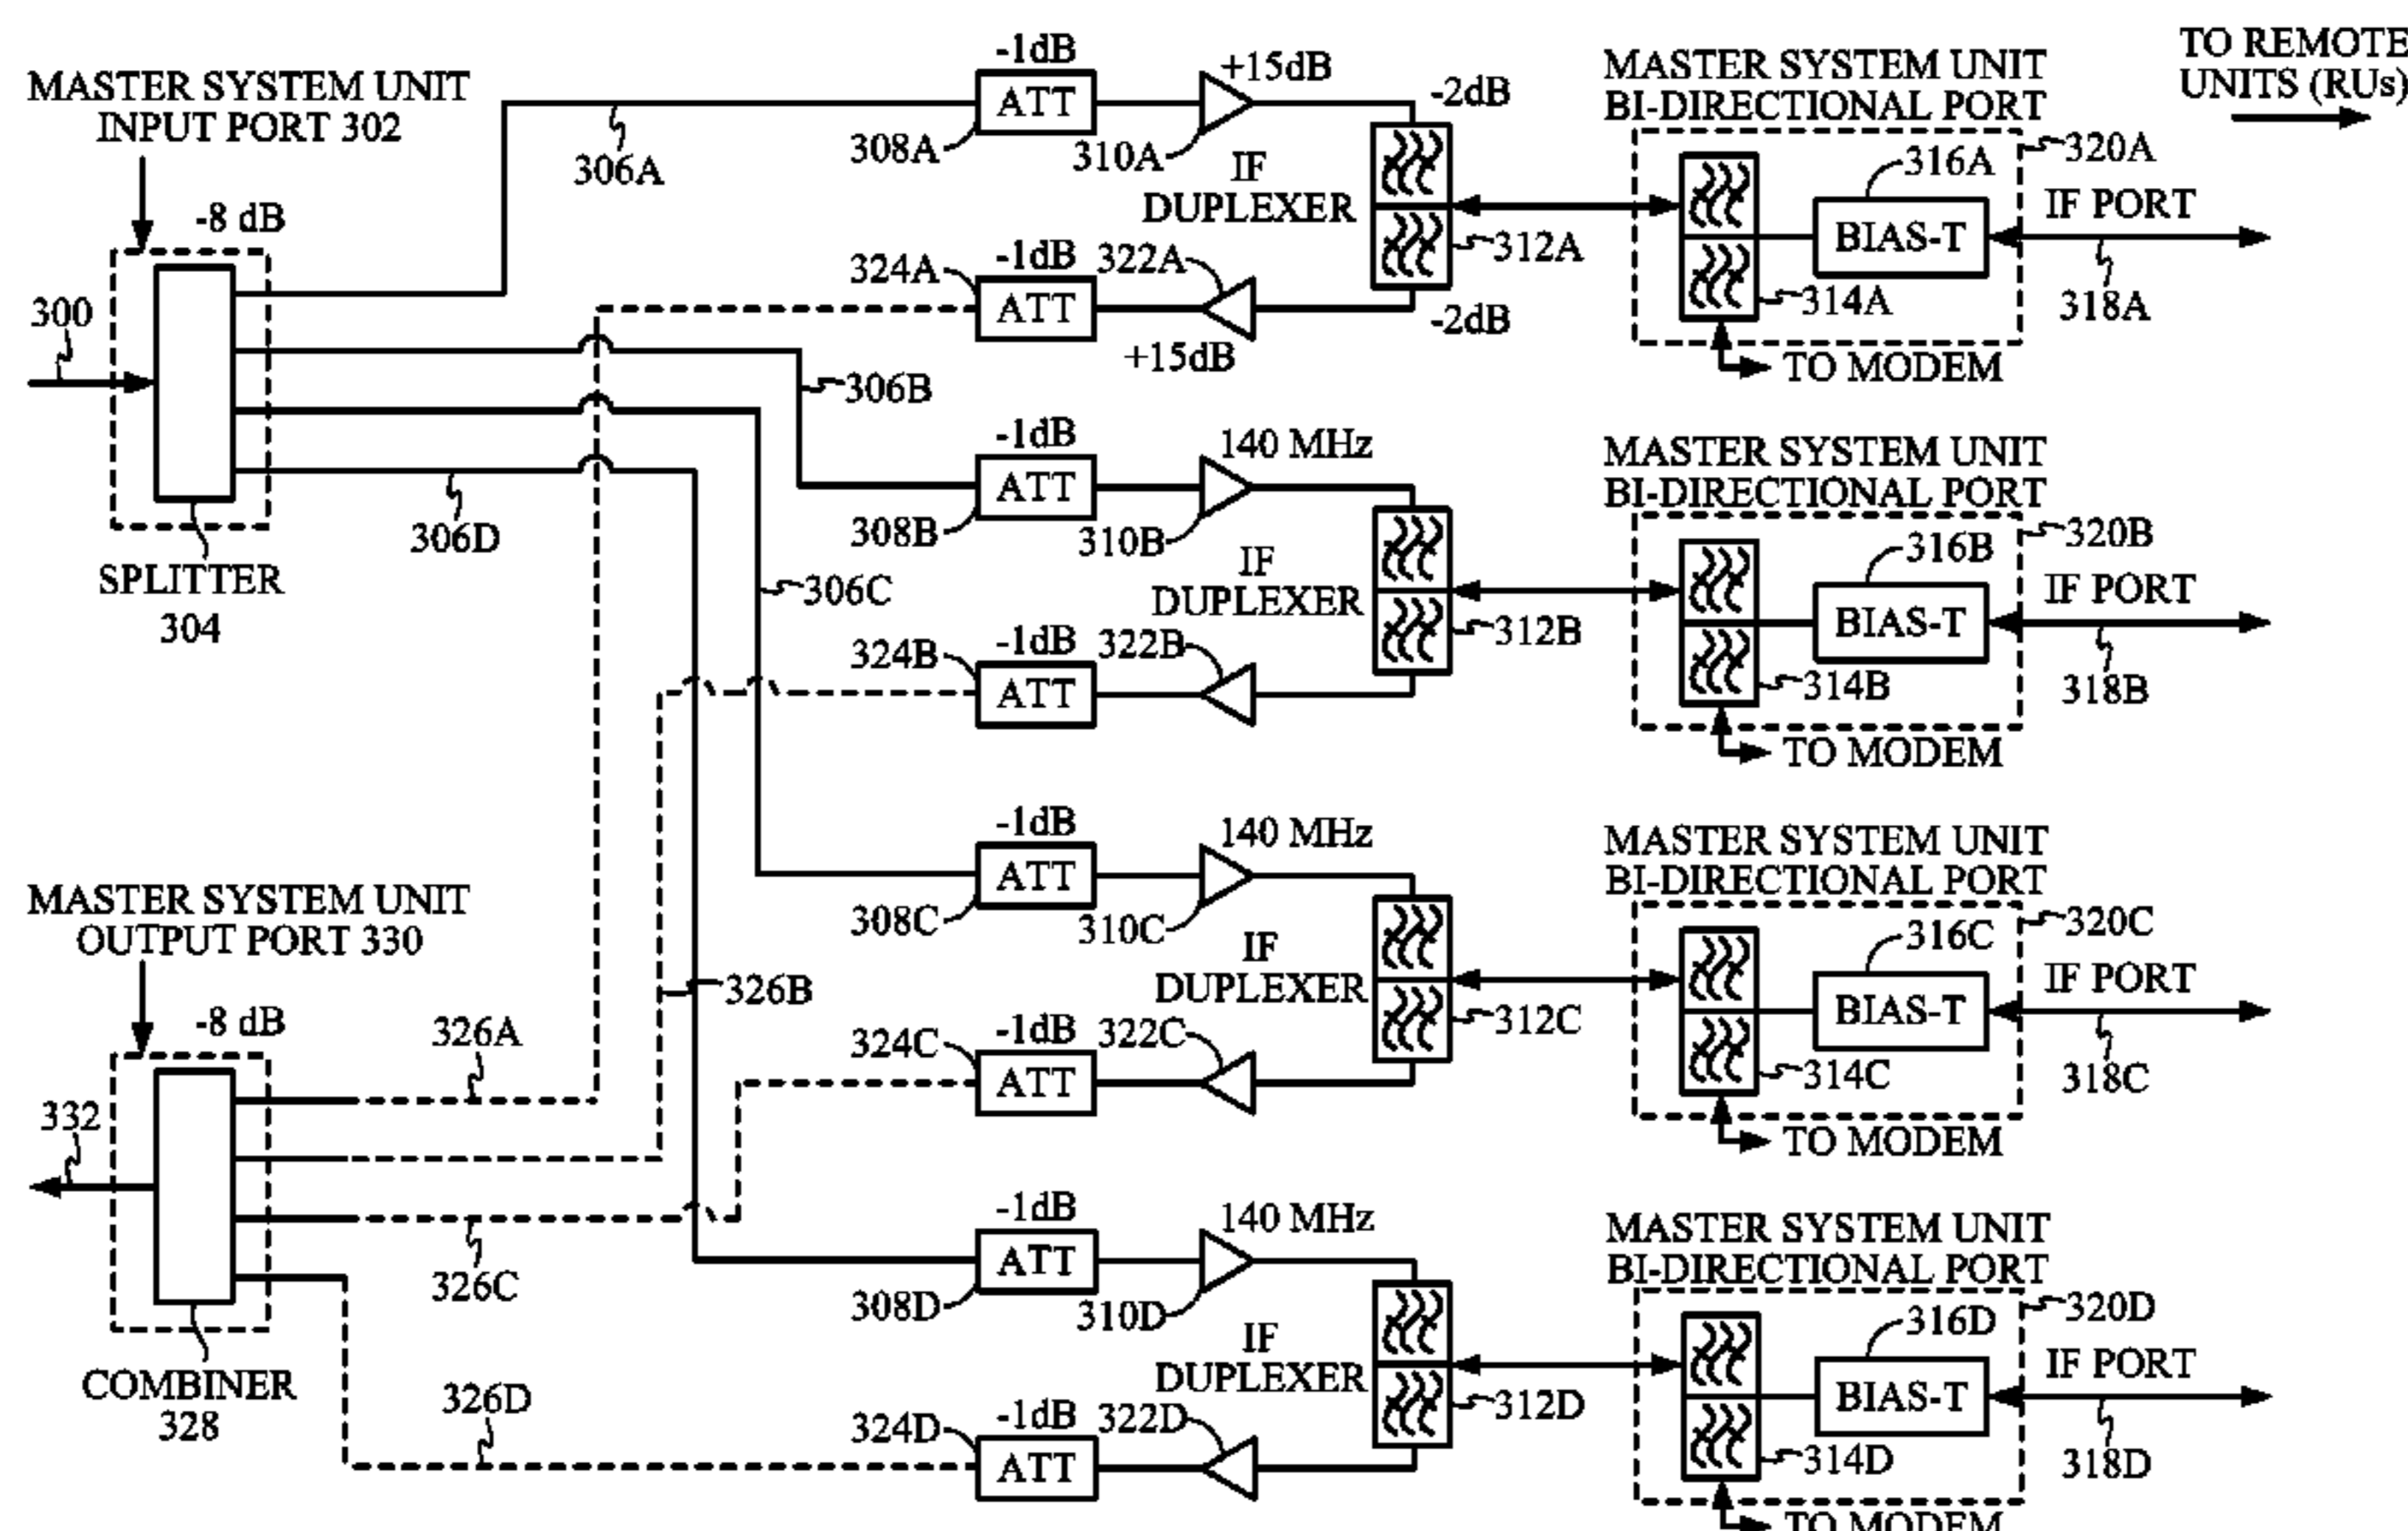 TO REMOTE
UNITS (RUs)
MASTER SYSTEM UNIT
INPUT PORT 302
-8 dB
300
SPLITTER
304
306A
306B
306C
306D
-1dB
ATT
308A
+15dB
310A
-2dB
IF
DUPLEXER
312A
324A
-1dB
ATT
322A
+15dB
-2dB
MASTER SYSTEM UNIT
BI-DIRECTIONAL PORT
320A
316A
BIAS-T
IF PORT
314A
318A
TO MODEM
-1dB
ATT
308B
140 MHz
310B
IF
DUPLEXER
312B
324B
-1dB
ATT
322B
MASTER SYSTEM UNIT
BI-DIRECTIONAL PORT
320B
316B
BIAS-T
IF PORT
314B
318B
TO MODEM
-1dB
ATT
308C
140 MHz
310C
IF
DUPLEXER
312C
324C
-1dB
ATT
322C
MASTER SYSTEM UNIT
BI-DIRECTIONAL PORT
320C
316C
BIAS-T
IF PORT
314C
318C
TO MODEM
MASTER SYSTEM UNIT
OUTPUT PORT 330
-8 dB
332
COMBINER
328
326A
326B
326C
326D
-1dB
ATT
308D
140 MHz
310D
IF
DUPLEXER
312D
324D
-1dB
ATT
322D
MASTER SYSTEM UNIT
BI-DIRECTIONAL PORT
320D
316D
BIAS-T
IF PORT
314D
318D
TO MODEM